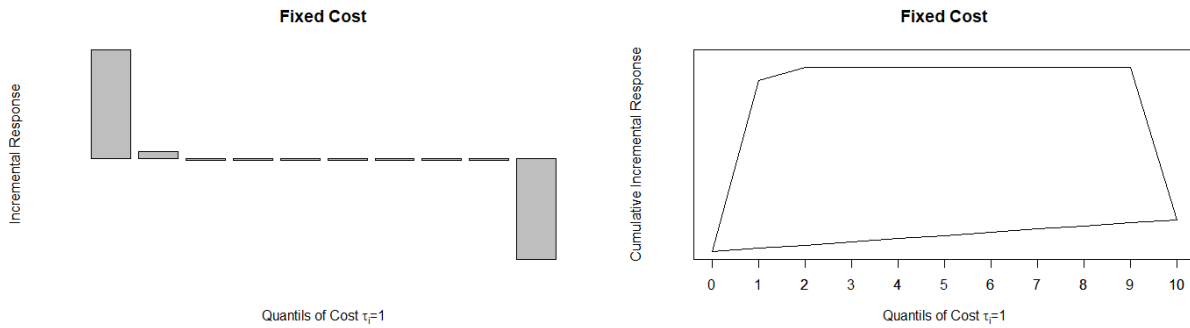 Fixed Cost
Incremental Response
Quantils of Cost τi=1
Fixed Cost
Cumulative Incremental Response
0 1 2 3 4 5 6 7 8 9 10
Quantils of Cost τi=1